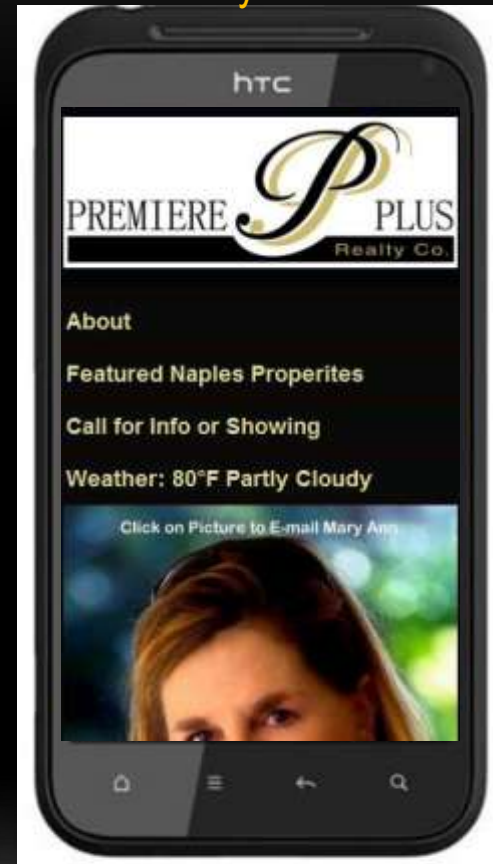 hTC
PREMIERE PP PLUS
Realty Co.
About
Featured Naples Properites
Call for Info or Showing
Weather: 80°F Partly Cloudy
Click on Picture to E-mail Mary Ann